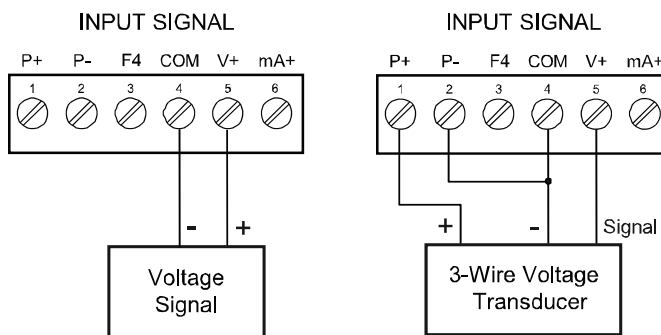 INPUT SIGNAL
P+ P- F4 COM V+ mA+
1 2 3 4 5 6
- +
Voltage
Signal
INPUT SIGNAL
P+ P- F4 COM V+ mA+
1 2 3 4 5 6
+ - Signal
3-Wire Voltage
Transducer